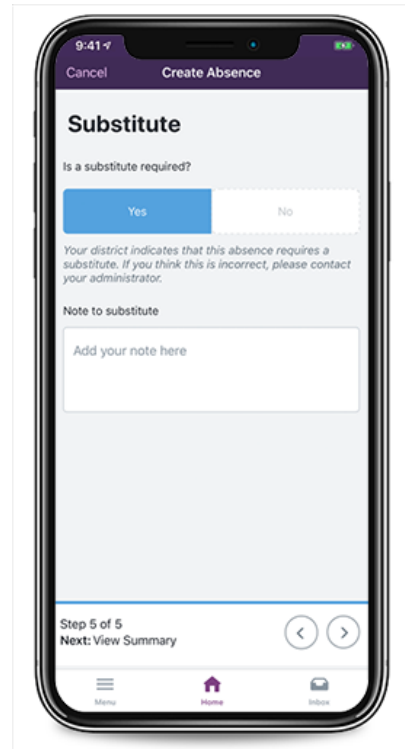 9:41
Cancel Create Absence
Substitute
Is a substitute required?
Yes No
Your district indicates that this absence requires a
substitute. If you think this is incorrect, please contact
your administrator.
Note to substitute
Add your note here
Step 5 of 5
Next: View Summary
Menu Home Inbox